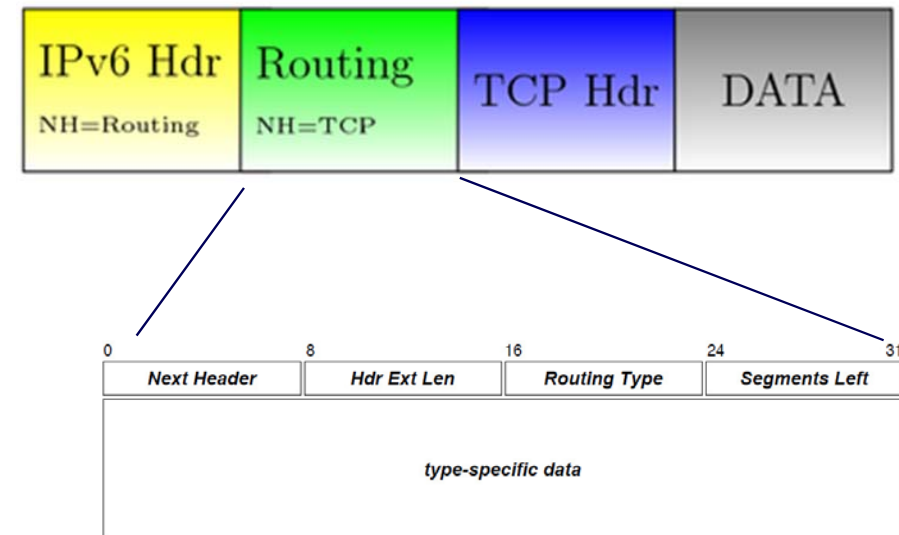 IPv6 Hdr
NH=Routing
Routing
NH=TCP
TCP Hdr
DATA
0 8 16 24 31
Next Header Hdr Ext Len Routing Type Segments Left
type-specific data